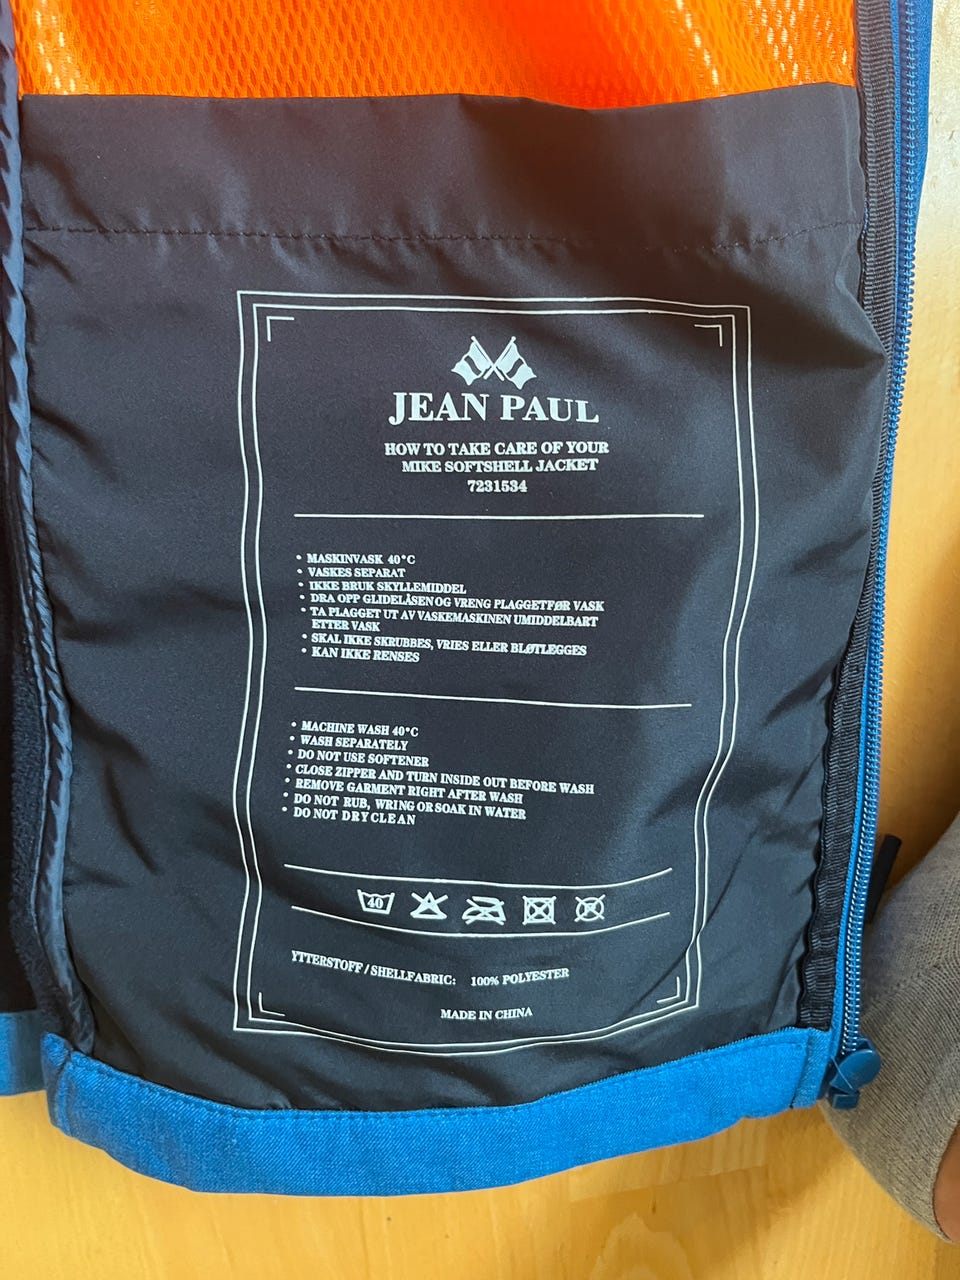 JEAN PAUL
HOW TO TAKE CARE OF YOUR
MIKE SOFTSHELL JACKET
7231534
• MASKINVASK 40°C
• VASKES SEPARAT
• IKKE BRUK SKYLLEMIDDEL
• DRA OPP GLIDELÅSEN OG VRENG PLAGGET FØR VASK
• TA PLAGGET UT AV VASKEMASKINEN UMIDDELBART
ETTER VASK
• SKAL IKKE SKRUBBES, VRIES ELLER BLØTLEGGES
• KAN IKKE RENSES
• MACHINE WASH 40°C
• WASH SEPARATELY
• DO NOT USE SOFTENER
• CLOSE ZIPPER AND TURN INSIDE OUT BEFORE WASH
• REMOVE GARMENT RIGHT AFTER WASH
• DO NOT RUB, WRING OR SOAK IN WATER
• DO NOT DRYCLEAN
40
YTTERSTOFF/SHELLFABRIC: 100% POLYESTER
MADE IN CHINA